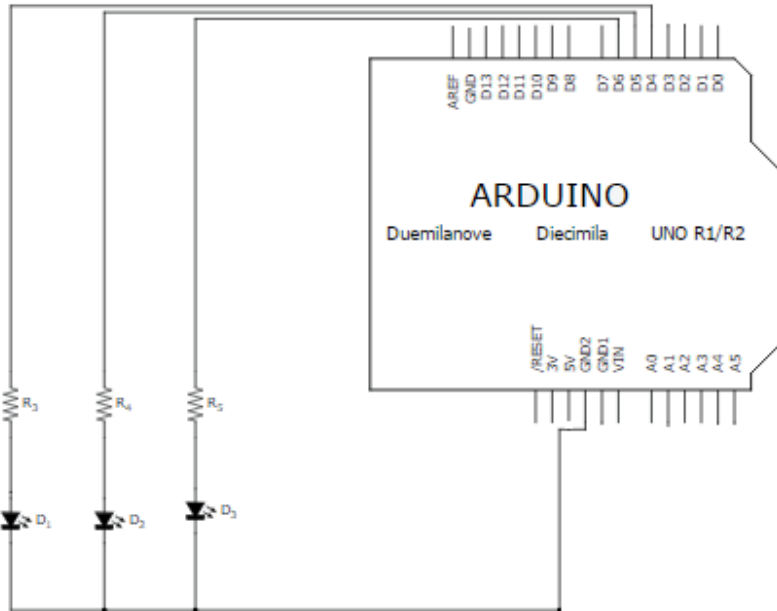 AREF GND D13 D12 D11 D10 D9 D8 D7 D6 D5 D4 D3 D2 D1 D0
ARDUINO
Duemilanove Diecimila UNO R1/R2
/RESET 3V 5V GND2 GND1 VIN A0 A1 A2 A3 A4 A5
R3 R4 R5
D1 D2 D3